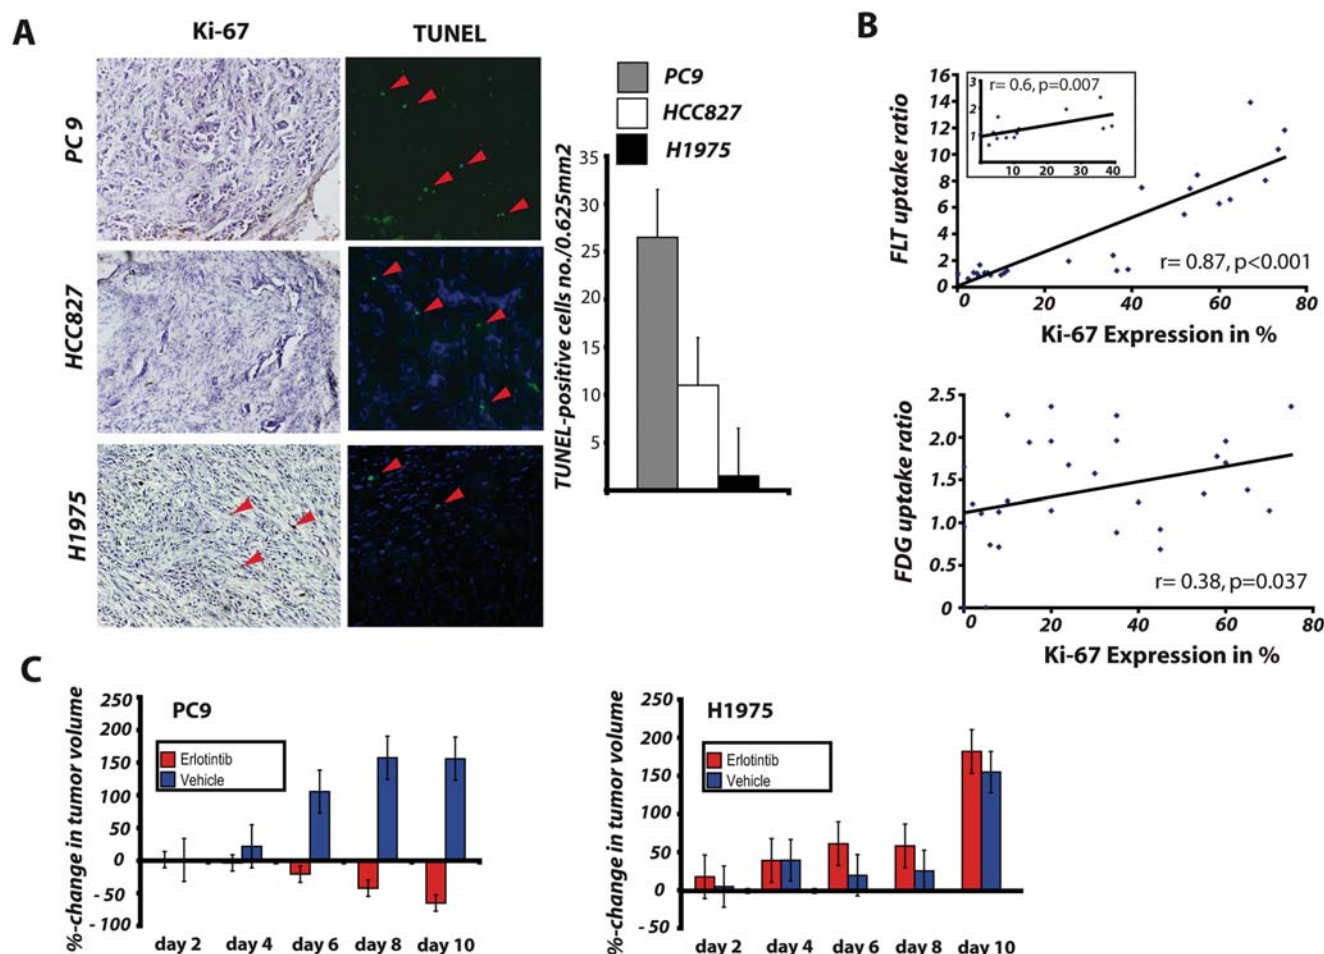 A
Ki-67
TUNEL
PC 9
HCC827
H1975
PC9
HCC827
H1975
TUNEL-positive cells no./0.625mm2
35
30
25
20
15
10
5
B
FLT uptake ratio
16
14
12
10
8
6
4
2
0
3
2
1
r= 0.6, p=0.007
10 20 30 40
r= 0.87, p<0.001
0 20 40 60 80
Ki-67 Expression in %
FDG uptake ratio
2.5
2.0
1.5
1.0
0.5
0
r= 0.38, p=0.037
0 20 40 60 80
Ki-67 Expression in %
C
%-change in tumor volume
250
200
150
100
50
0
- 50
- 100
PC9
Erlotintib
Vehicle
day 2 day 4 day 6 day 8 day 10
%-change in tumor volume
250
200
150
100
50
0
- 50
H1975
Erlotintib
Vehicle
day 2 day 4 day 6 day 8 day 10